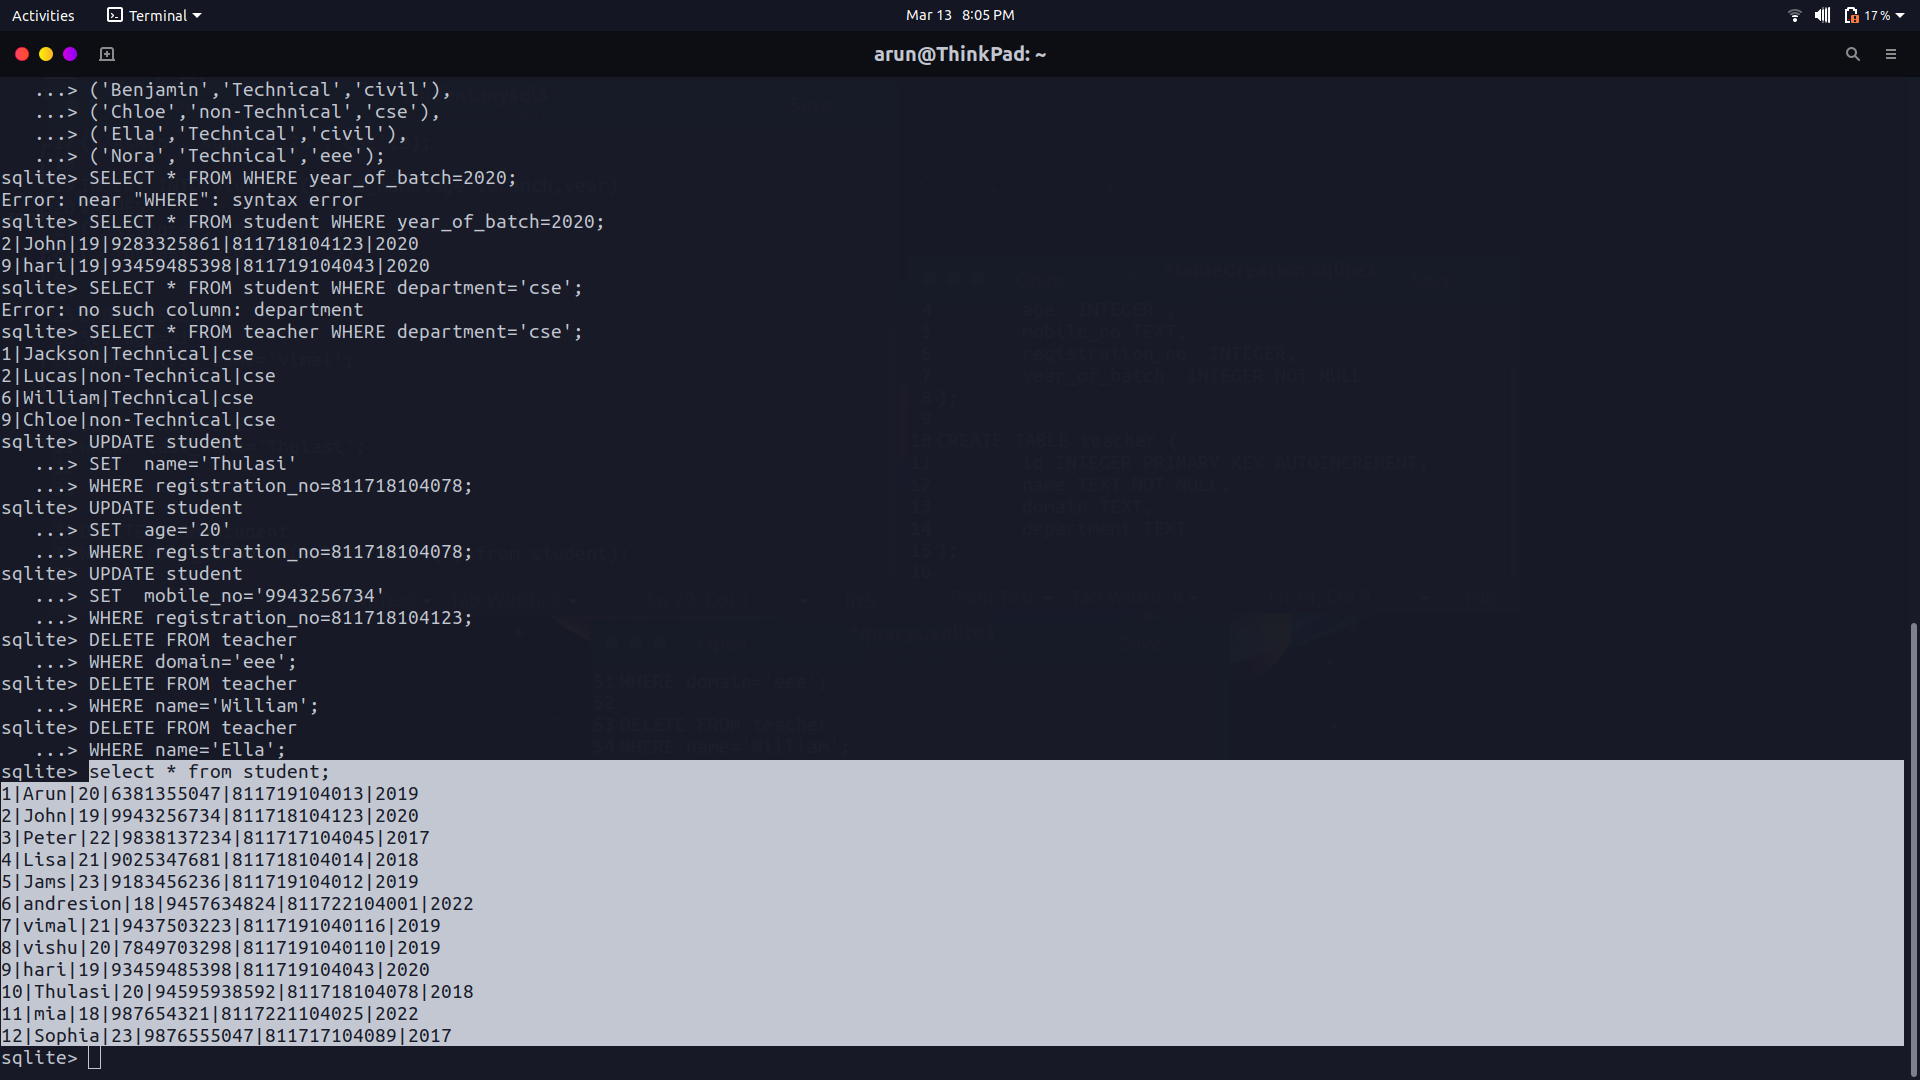 Activities Terminal Mar 13 8:05 PM 17 %
arun@ThinkPad: ~
...> ('Benjamin','Technical','civil'),
...> ('Chloe','non-Technical','cse'),
...> ('Ella','Technical','civil'),
...> ('Nora','Technical','eee');
sqlite> SELECT * FROM WHERE year_of_batch=2020;
Error: near "WHERE": syntax error
sqlite> SELECT * FROM student WHERE year_of_batch=2020;
2|John|19|9283325861|811718104123|2020
9|hari|19|93459485398|811719104043|2020
sqlite> SELECT * FROM student WHERE department='cse';
Error: no such column: department
sqlite> SELECT * FROM teacher WHERE department='cse';
1|Jackson|Technical|cse
2|Lucas|non-Technical|cse
6|William|Technical|cse
9|Chloe|non-Technical|cse
sqlite> UPDATE student
...> SET  name='Thulasi'
...> WHERE registration_no=811718104078;
sqlite> UPDATE student
...> SET  age='20'
...> WHERE registration_no=811718104078;
sqlite> UPDATE student
...> SET  mobile_no='9943256734'
...> WHERE registration_no=811718104123;
sqlite> DELETE FROM teacher
...> WHERE domain='eee';
sqlite> DELETE FROM teacher
...> WHERE name='William';
sqlite> DELETE FROM teacher
...> WHERE name='Ella';
sqlite> select * from student;
1|Arun|20|6381355047|811719104013|2019
2|John|19|9943256734|811718104123|2020
3|Peter|22|9838137234|811717104045|2017
4|Lisa|21|9025347681|811718104014|2018
5|Jams|23|9183456236|811719104012|2019
6|andresion|18|9457634824|811722104001|2022
7|vimal|21|9437503223|8117191040116|2019
8|vishu|20|7849703298|8117191040110|2019
9|hari|19|93459485398|811719104043|2020
10|Thulasi|20|94595938592|811718104078|2018
11|mia|18|987654321|8117221104025|2022
12|Sophia|23|9876555047|811717104089|2017
sqlite>